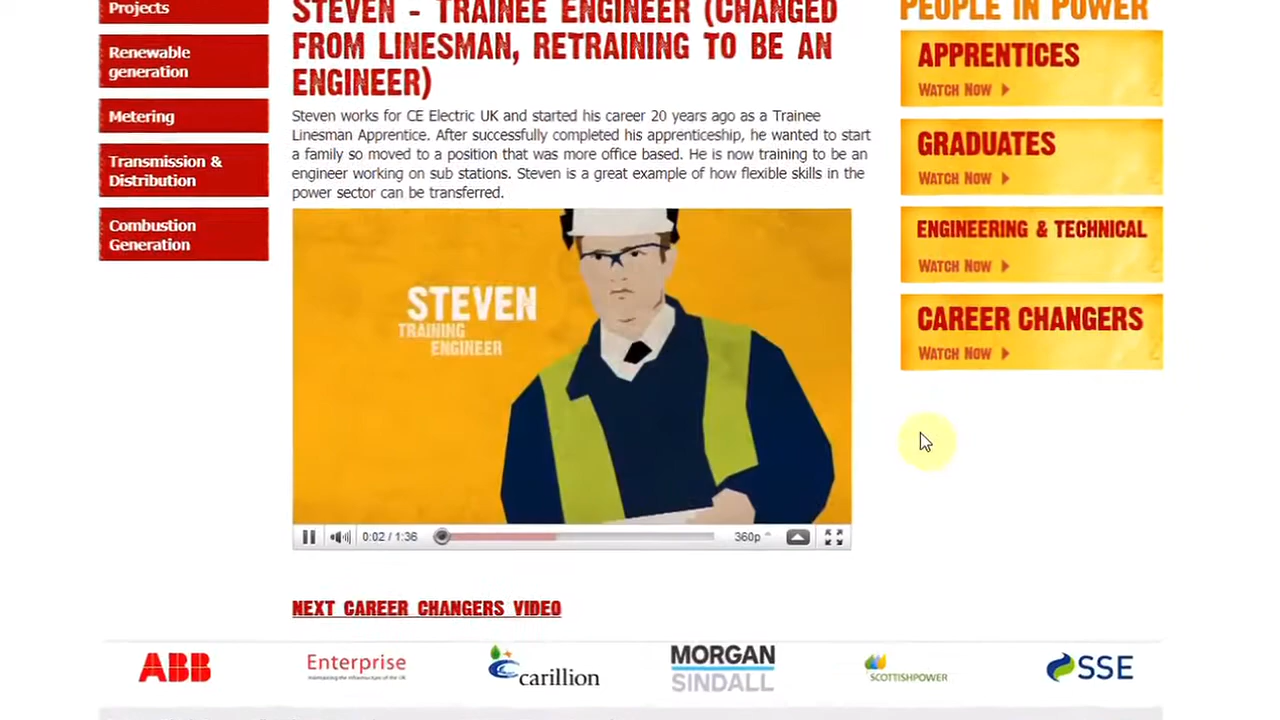 Projects
Renewable
generation
Metering
Transmission &
Distribution
Combustion
Generation
STEVEN - TRAINEE ENGINEER (CHANGED
FROM LINESMAN, RETRAINING TO BE AN
ENGINEER)
Steven works for CE Electric UK and started his career 20 years ago as a Trainee
Linesman Apprentice. After successfully completed his apprenticeship, he wanted to start
a family so moved to a position that was more office based. He is now training to be an
engineer working on sub stations. Steven is a great example of how flexible skills in the
power sector can be transferred.
STEVEN
TRAINING
ENGINEER
0:02 / 1:36
360p
NEXT CAREER CHANGERS VIDEO
PEOPLE IN POWER
APPRENTICES
WATCH NOW
GRADUATES
WATCH NOW
ENGINEERING & TECHNICAL
WATCH NOW
CAREER CHANGERS
WATCH NOW
ABB
Enterprise
carillion
MORGAN
SINDALL
SCOTTISHPOWER
SSE